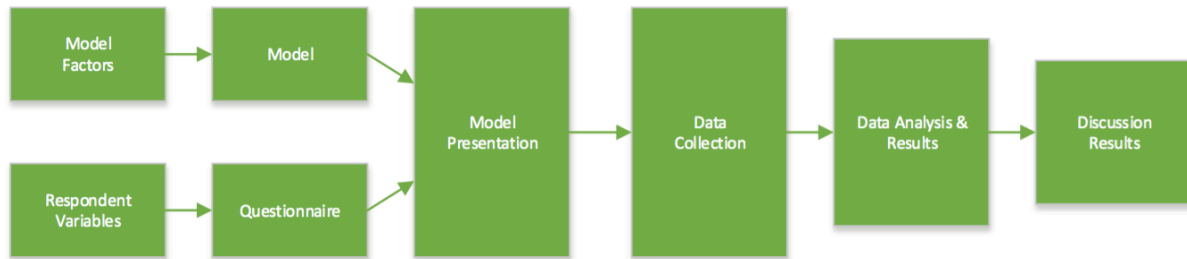 Model
Factors
Model
Respondent
Variables
Questionnaire
Model
Presentation
Data
Collection
Data Analysis &
Results
Discussion
Results